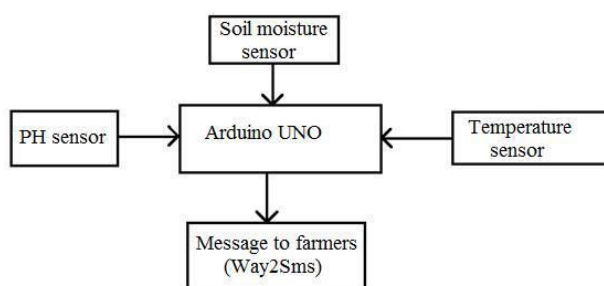 Soil moisture
sensor
PH sensor
Arduino UNO
Temperature
sensor
Message to farmers
(Way2Sms)